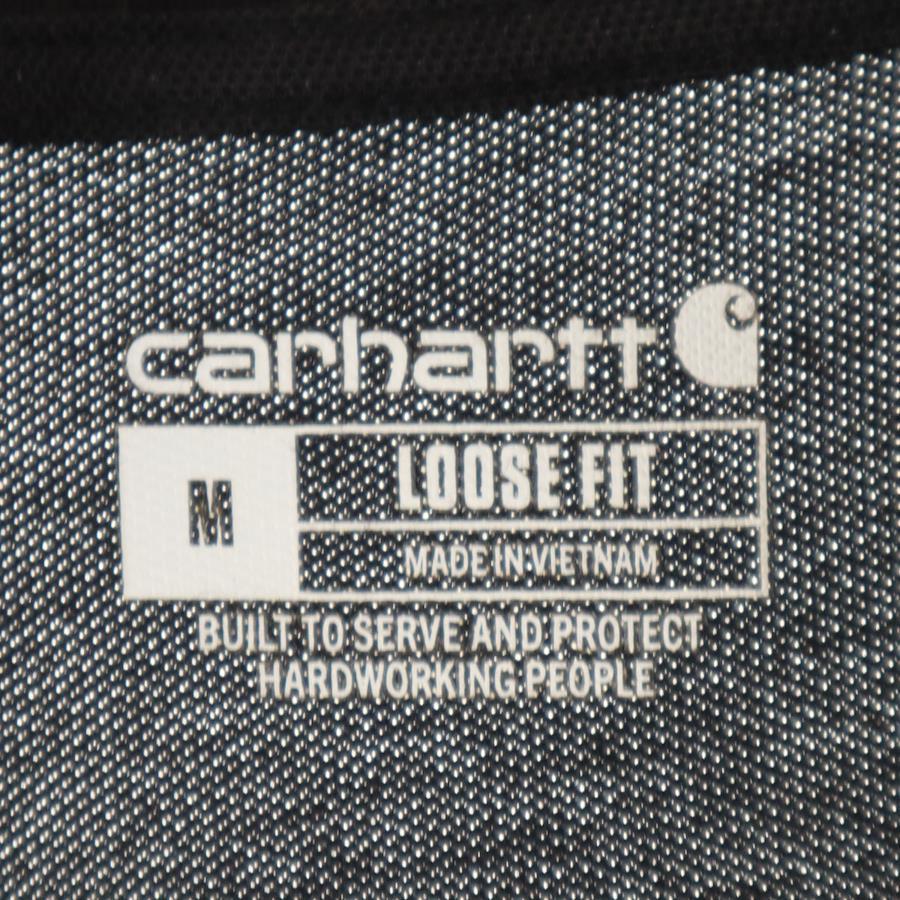 carhartt
M
LOOSE FIT
MADE IN VIETNAM
BUILT TO SERVE AND PROTECT
HARDWORKING PEOPLE